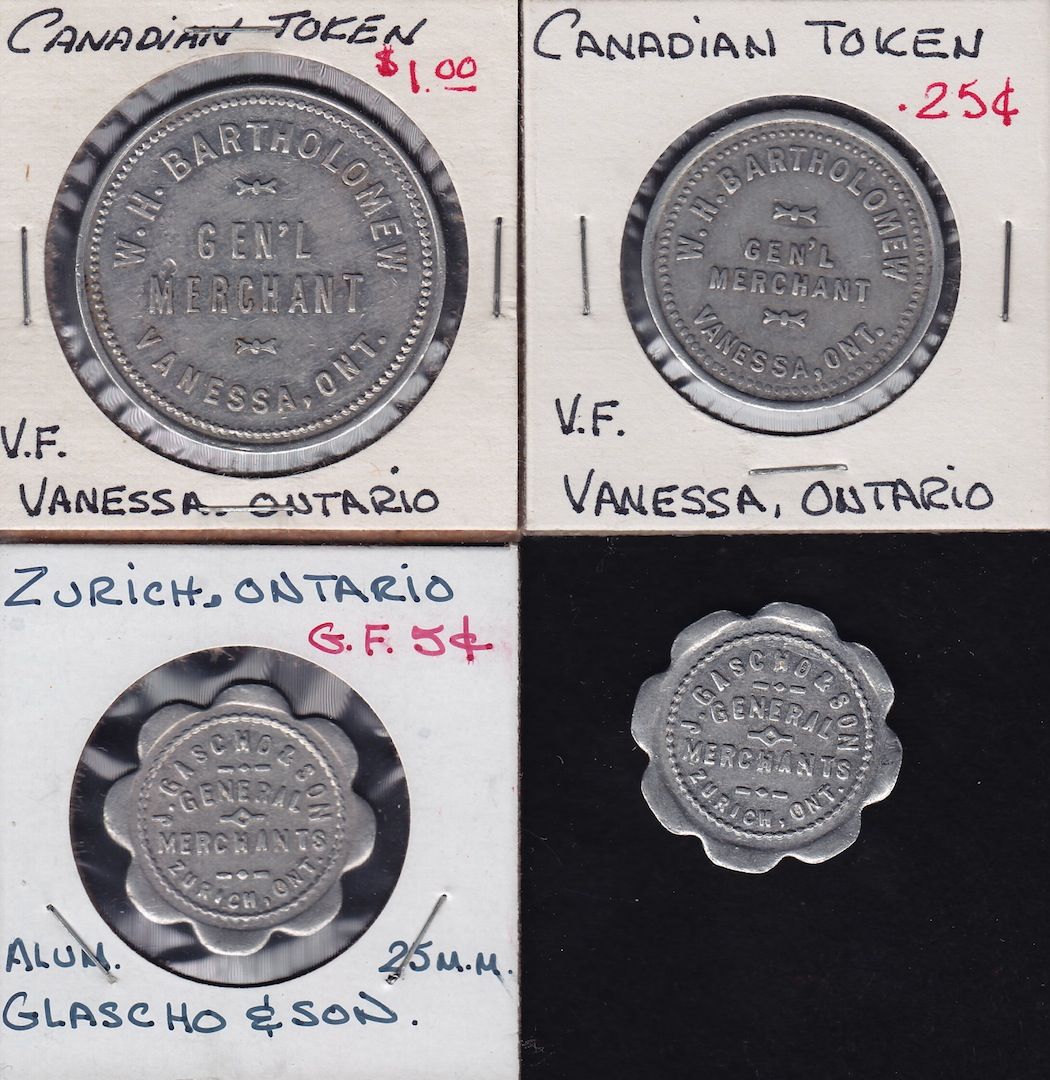 CANADIAN TOKEN
$1.00
W. H. BARTHOLOMEW
GEN'L
MERCHANT
VANESSA, ONT.
V.F.
VANESSA, ONTARIO
CANADIAN TOKEN
.25¢
W. H. BARTHOLOMEW
GEN'L
MERCHANT
VANESSA, ONT.
V.F.
VANESSA, ONTARIO
ZURICH, ONTARIO
G.F. 5¢
J. GASCHO & SON
GENERAL
MERCHANTS
ZURICH, ONT.
ALUM. 25 M.M.
GLASCHO & SON.
J. GASCHO & SON
GENERAL
MERCHANTS
ZURICH, ONT.